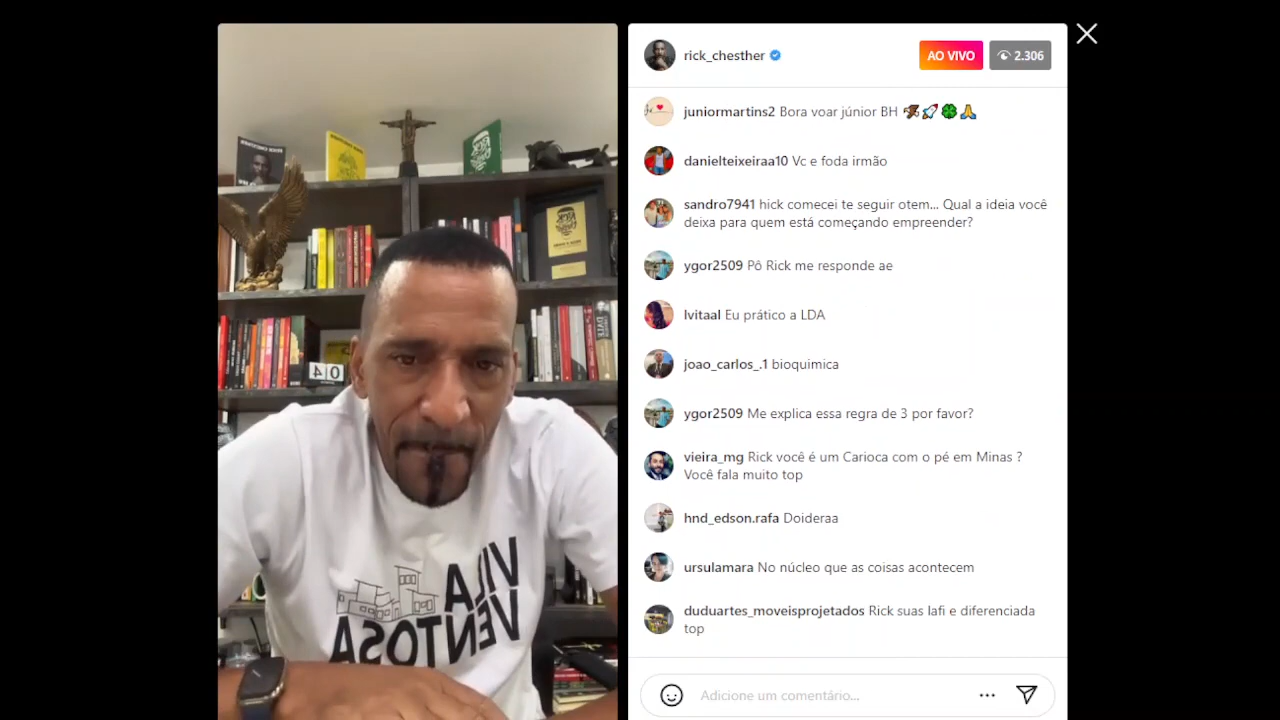 rick_chesther
AO VIVO
2.306
juniormartins2 Bora voar júnior BH
danielteixeiraa10 Vc e foda irmão
sandro7941 hick comecei te seguir otem... Qual a ideia você
deixa para quem está começando empreender?
ygor2509 Pô Rick me responde ae
lvitaal Eu prático a LDA
joao_carlos_.1 bioquimica
ygor2509 Me explica essa regra de 3 por favor?
vieira_mg Rick você é um Carioca com o pé em Minas ?
Você fala muito top
hnd_edson.rafa Doideraa
ursulamara No núcleo que as coisas acontecem
duduartes_moveisprojetados Rick suas lafi e diferenciada
top
Adicione um comentário...
VILA
VENTOSA
04